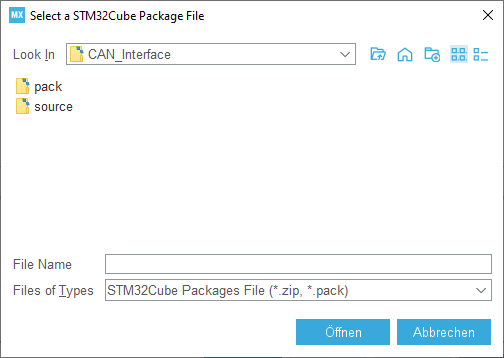 MX Select a STM32Cube Package File
Look In CAN_Interface
pack
source
File Name
Files of Types STM32Cube Packages File (*.zip, *.pack)
Öffnen Abbrechen